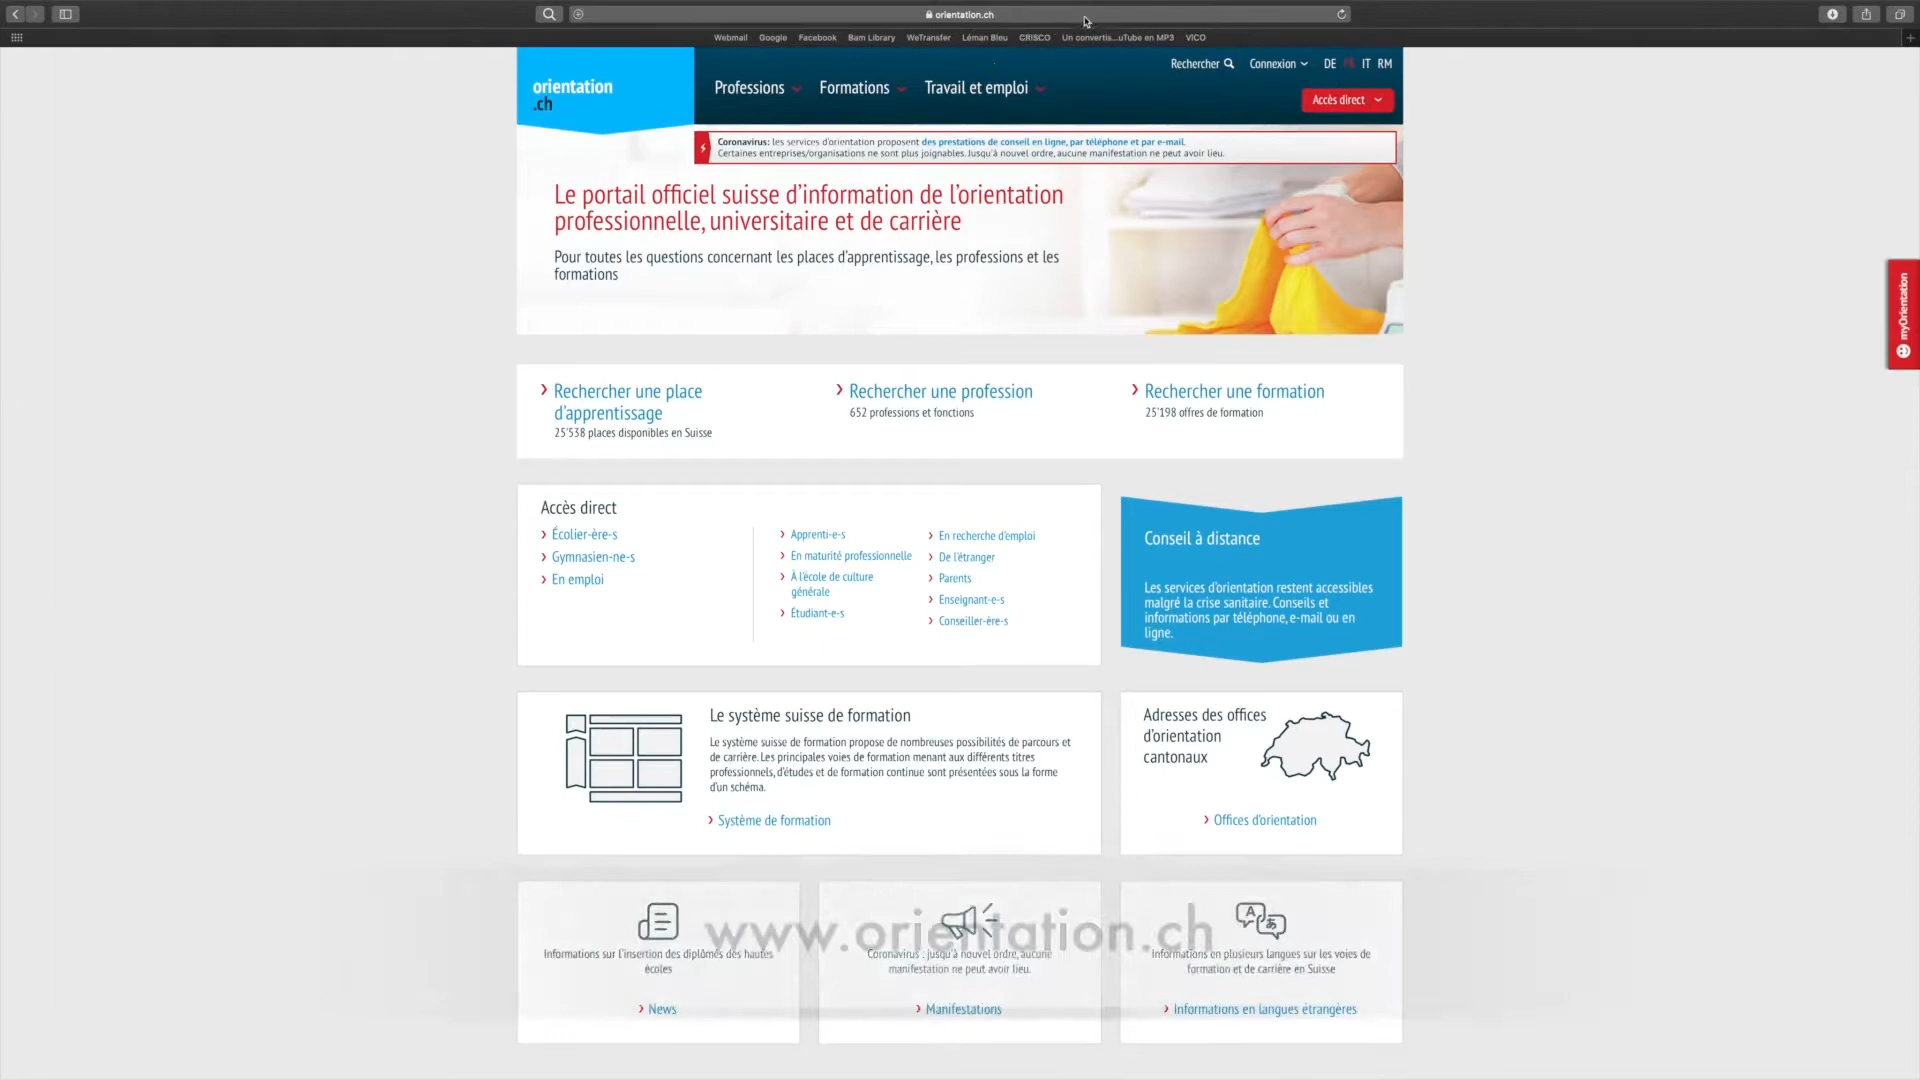 orientation.ch
Webmail Google Facebook Bam Library WeTransfer Léman Bleu CRISCO Un convertis...uTube en MP3 VICO
orientation
.ch
Professions Formations Travail et emploi
Rechercher Connexion DE FR IT RM
Accès direct
Coronavirus: les services d'orientation proposent des prestations de conseil en ligne, par téléphone et par e-mail.
Certaines entreprises/organisations ne sont plus joignables. Jusqu'à nouvel ordre, aucune manifestation ne peut avoir lieu.
Le portail officiel suisse d'information de l'orientation
professionnelle, universitaire et de carrière
Pour toutes les questions concernant les places d'apprentissage, les professions et les
formations
myOrientation
Rechercher une place
d'apprentissage
25'538 places disponibles en Suisse
Rechercher une profession
652 professions et fonctions
Rechercher une formation
25'198 offres de formation
Accès direct
Écolier-ère-s
Gymnasien-ne-s
En emploi
Apprenti-e-s
En maturité professionnelle
À l'école de culture
générale
Étudiant-e-s
En recherche d'emploi
De l'étranger
Parents
Enseignant-e-s
Conseiller-ère-s
Conseil à distance
Les services d'orientation restent accessibles
malgré la crise sanitaire. Conseils et
informations par téléphone, e-mail ou en
ligne.
Le système suisse de formation
Le système suisse de formation propose de nombreuses possibilités de parcours et
de carrière. Les principales voies de formation menant aux différents titres
professionnels, d'études et de formation continue sont présentées sous la forme
d'un schéma.
Système de formation
Adresses des offices
d'orientation
cantonaux
Offices d'orientation
www.orientation.ch
Informations sur l'insertion des diplômés des hautes
écoles
News
Coronavirus : jusqu'à nouvel ordre, aucune
manifestation ne peut avoir lieu.
Manifestations
A あ
Informations en plusieurs langues sur les voies de
formation et de carrière en Suisse
Informations en langues étrangères